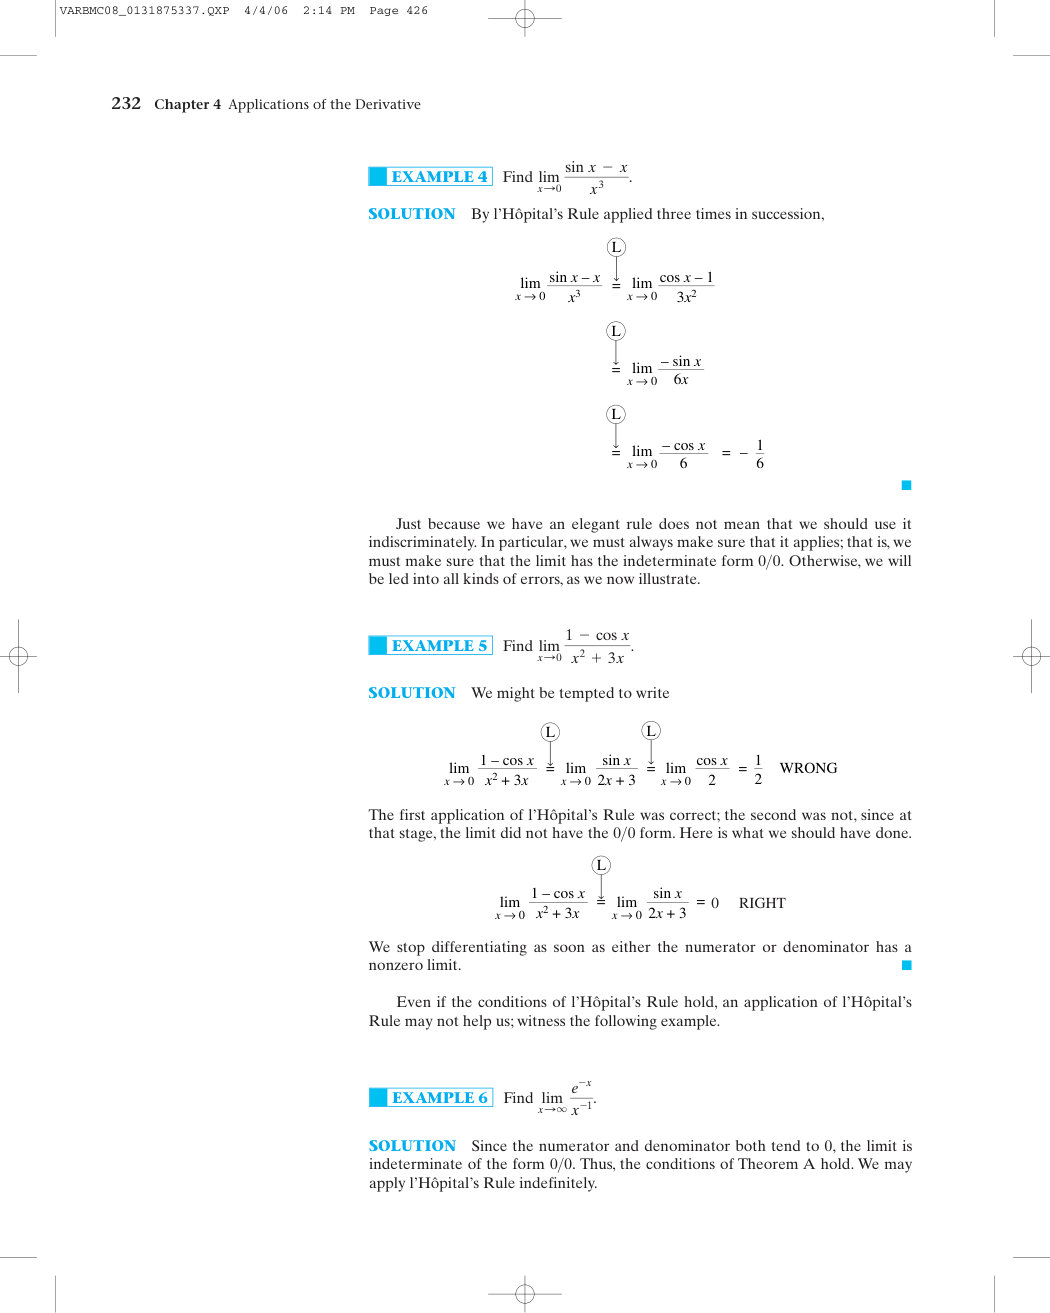 VARBMC08_0131875337.QXP 4/4/06 2:14 PM Page 426
232 Chapter 4 Applications of the Derivative
EXAMPLE 4 Find lim x→0 (sin x − x)/x³.
SOLUTION By l’Hôpital’s Rule applied three times in succession,
L
lim x→0 (sin x – x)/x³ = lim x→0 (cos x – 1)/3x²
L
= lim x→0 (– sin x)/6x
L
= lim x→0 (– cos x)/6 = – 1/6
Just because we have an elegant rule does not mean that we should use it
indiscriminately. In particular, we must always make sure that it applies; that is, we
must make sure that the limit has the indeterminate form 0/0. Otherwise, we will
be led into all kinds of errors, as we now illustrate.
EXAMPLE 5 Find lim x→0 (1 − cos x)/(x² + 3x).
SOLUTION We might be tempted to write
L L
lim x→0 (1 – cos x)/(x² + 3x) = lim x→0 (sin x)/(2x + 3) = lim x→0 (cos x)/2 = 1/2 WRONG
The first application of l’Hôpital’s Rule was correct; the second was not, since at
that stage, the limit did not have the 0/0 form. Here is what we should have done.
L
lim x→0 (1 – cos x)/(x² + 3x) = lim x→0 (sin x)/(2x + 3) = 0 RIGHT
We stop differentiating as soon as either the numerator or denominator has a
nonzero limit.
Even if the conditions of l’Hôpital’s Rule hold, an application of l’Hôpital’s
Rule may not help us; witness the following example.
EXAMPLE 6 Find lim x→∞ e⁻ˣ/x⁻¹.
SOLUTION Since the numerator and denominator both tend to 0, the limit is
indeterminate of the form 0/0. Thus, the conditions of Theorem A hold. We may
apply l’Hôpital’s Rule indefinitely.